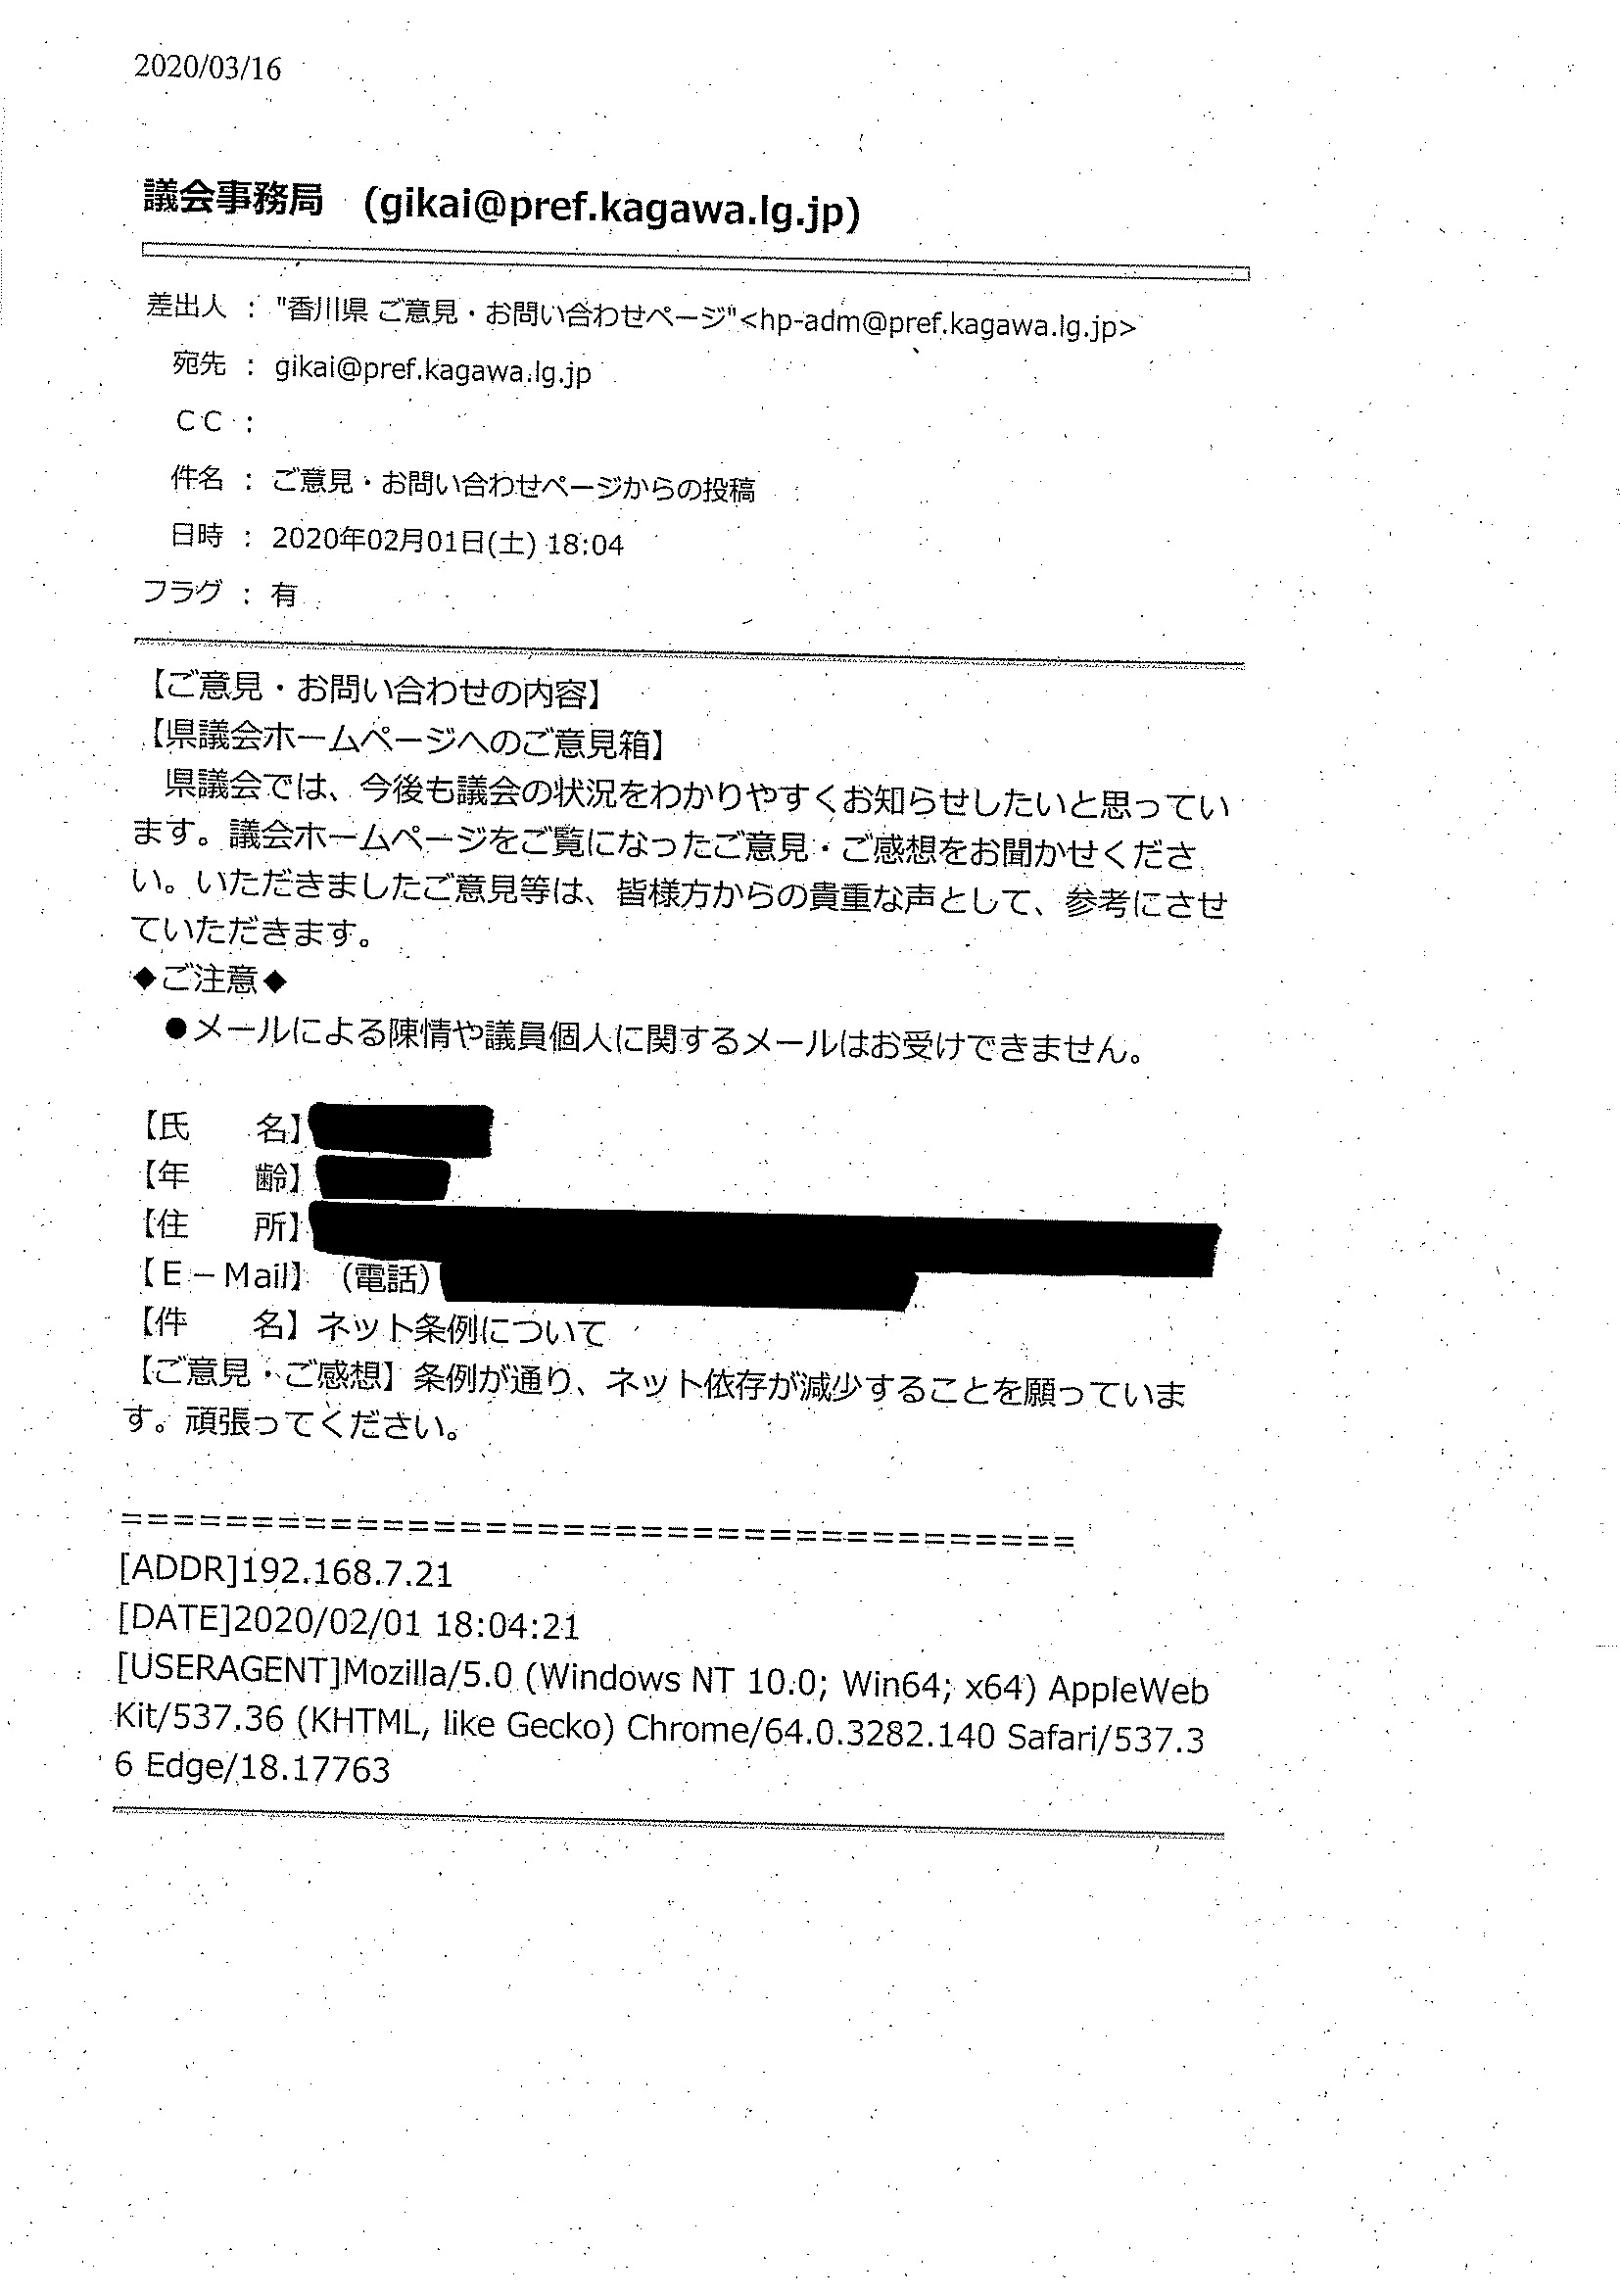 2020/03/16
議会事務局　(gikai@pref.kagawa.lg.jp)
差出人 ： "香川県 ご意見・お問い合わせページ"<hp-adm@pref.kagawa.lg.jp>
宛先 ： gikai@pref.kagawa.lg.jp
ＣＣ ：
件名 ： ご意見・お問い合わせページからの投稿
日時 ： 2020年02月01日(土) 18:04
フラグ ： 有
【ご意見・お問い合わせの内容】
【県議会ホームページへのご意見箱】
　県議会では、今後も議会の状況をわかりやすくお知らせしたいと思ってい
ます。議会ホームページをご覧になったご意見・ご感想をお聞かせくださ
い。いただきましたご意見等は、皆様方からの貴重な声として、参考にさせ
ていただきます。
◆ご注意◆
　●メールによる陳情や議員個人に関するメールはお受けできません。
【氏　　名】
【年　　齢】
【住　　所】
【Ｅ－Mail】（電話）
【件　　名】ネット条例について
【ご意見・ご感想】条例が通り、ネット依存が減少することを願っていま
す。頑張ってください。
=====================================
[ADDR]192.168.7.21
[DATE]2020/02/01 18:04:21
[USERAGENT]Mozilla/5.0 (Windows NT 10.0; Win64; x64) AppleWeb
Kit/537.36 (KHTML, like Gecko) Chrome/64.0.3282.140 Safari/537.3
6 Edge/18.17763